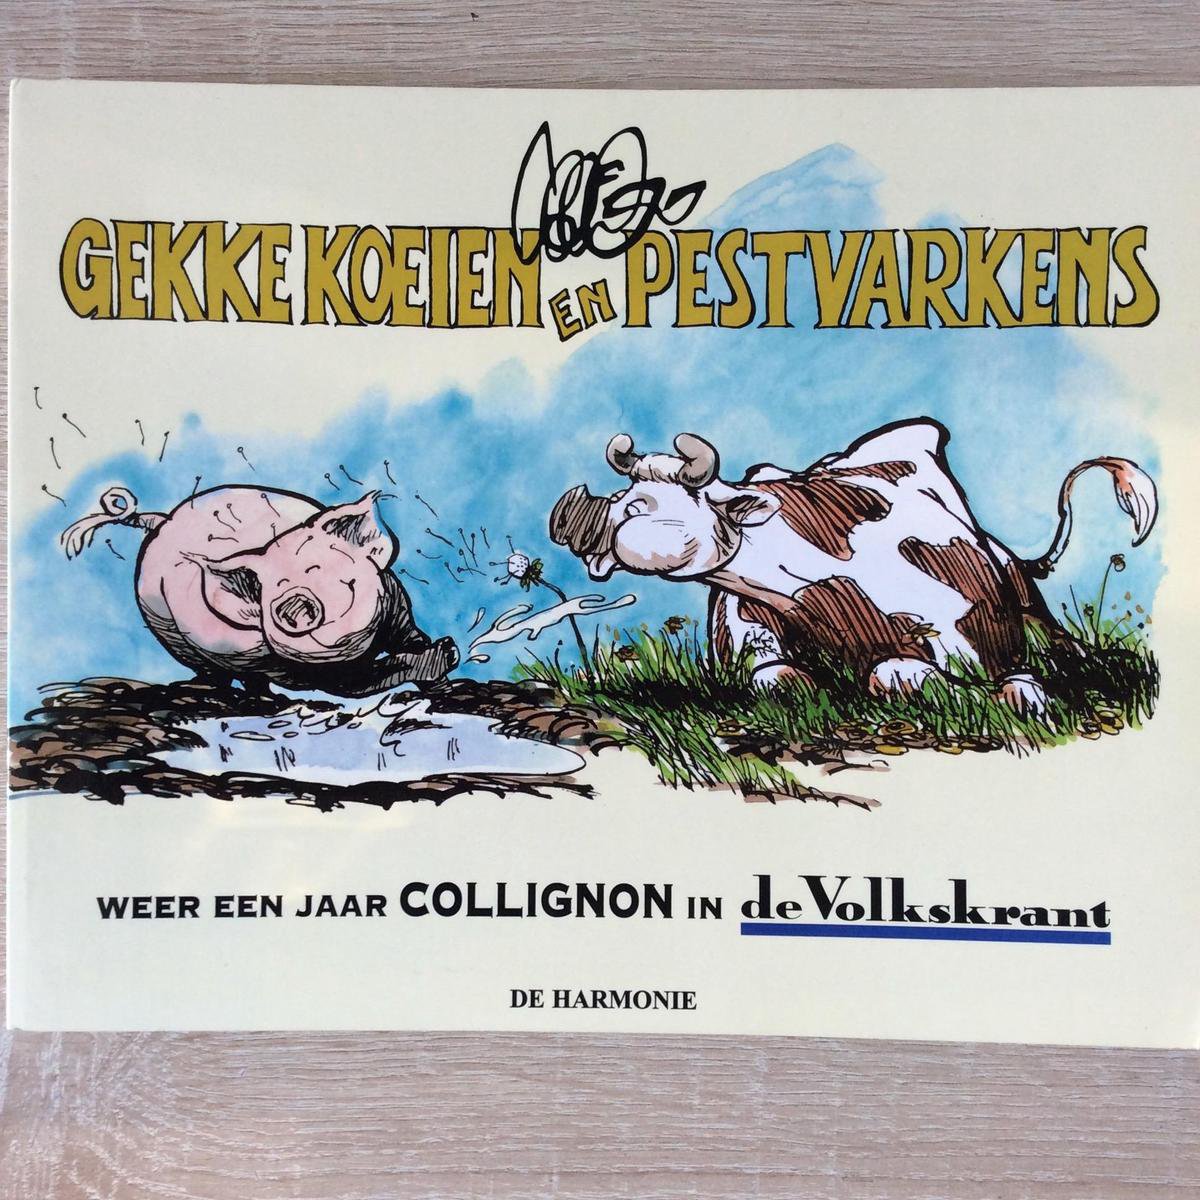 GEKKE KOEIEN EN PESTVARKENS
WEER EEN JAAR COLLIGNON IN de Volkskrant
DE HARMONIE